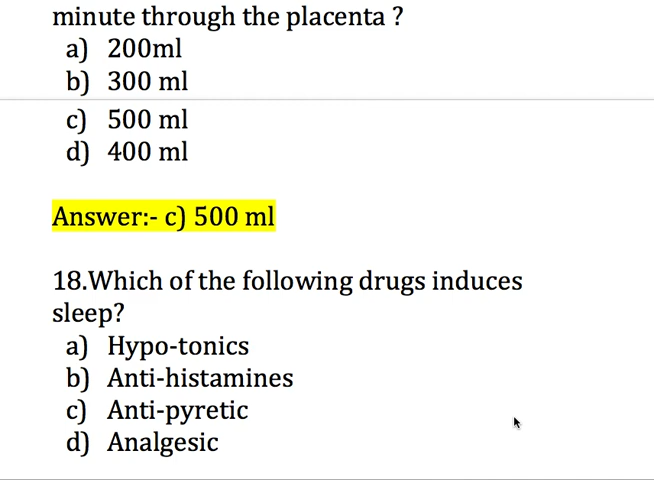 minute through the placenta ?
a) 200ml
b) 300 ml
c) 500 ml
d) 400 ml
Answer:- c) 500 ml
18.Which of the following drugs induces
sleep?
a) Hypo-tonics
b) Anti-histamines
c) Anti-pyretic
d) Analgesic